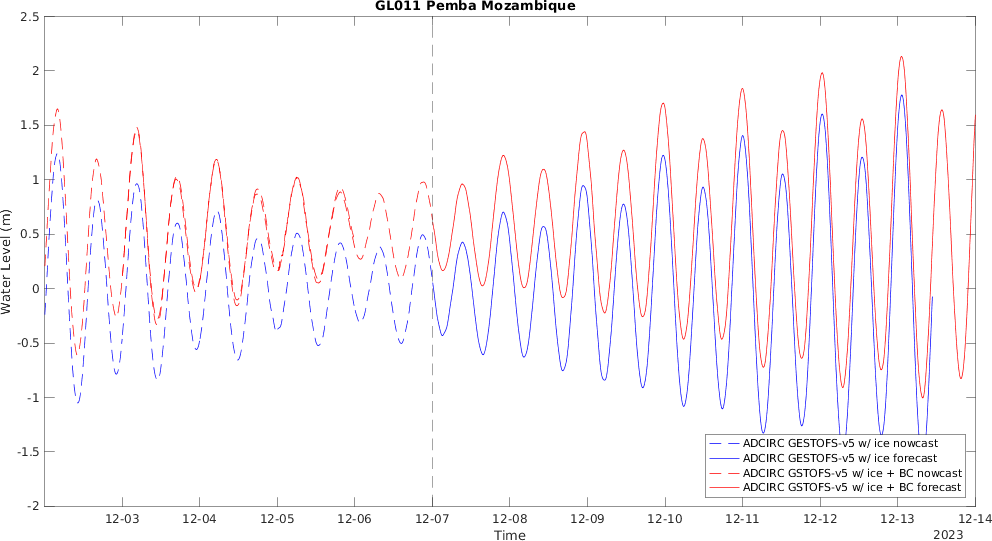 GL011 Pemba Mozambique
2.5
2
1.5
1
0.5
0
-0.5
-1
-1.5
-2
Water Level (m)
ADCIRC GESTOFS-v5 w/ ice nowcast
ADCIRC GESTOFS-v5 w/ ice forecast
ADCIRC GSTOFS-v5 w/ ice + BC nowcast
ADCIRC GSTOFS-v5 w/ ice + BC forecast
12-03 12-04 12-05 12-06 12-07 12-08 12-09 12-10 12-11 12-12 12-13 12-14
Time
2023